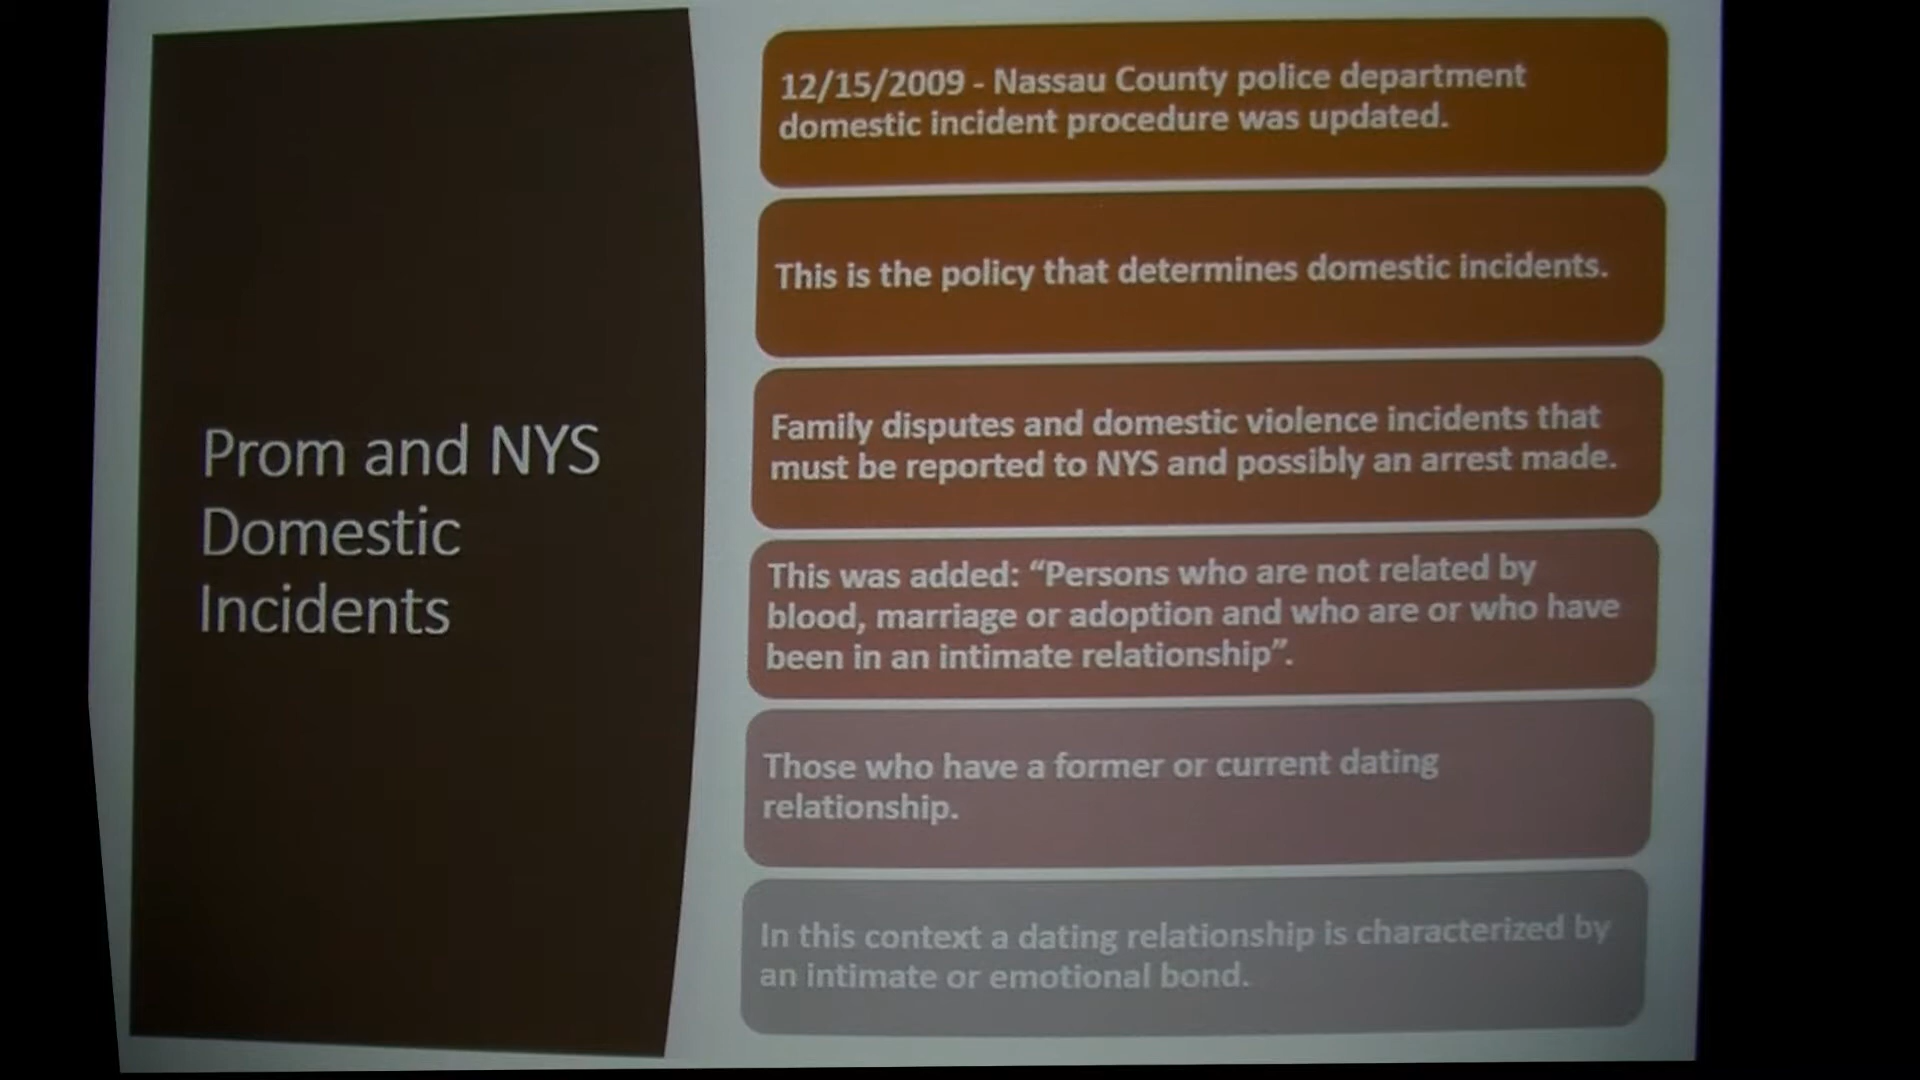 Prom and NYS
Domestic
Incidents
12/15/2009 - Nassau County police department
domestic incident procedure was updated.
This is the policy that determines domestic incidents.
Family disputes and domestic violence incidents that
must be reported to NYS and possibly an arrest made.
This was added: “Persons who are not related by
blood, marriage or adoption and who are or who have
been in an intimate relationship”.
Those who have a former or current dating
relationship.
In this context a dating relationship is characterized by
an intimate or emotional bond.